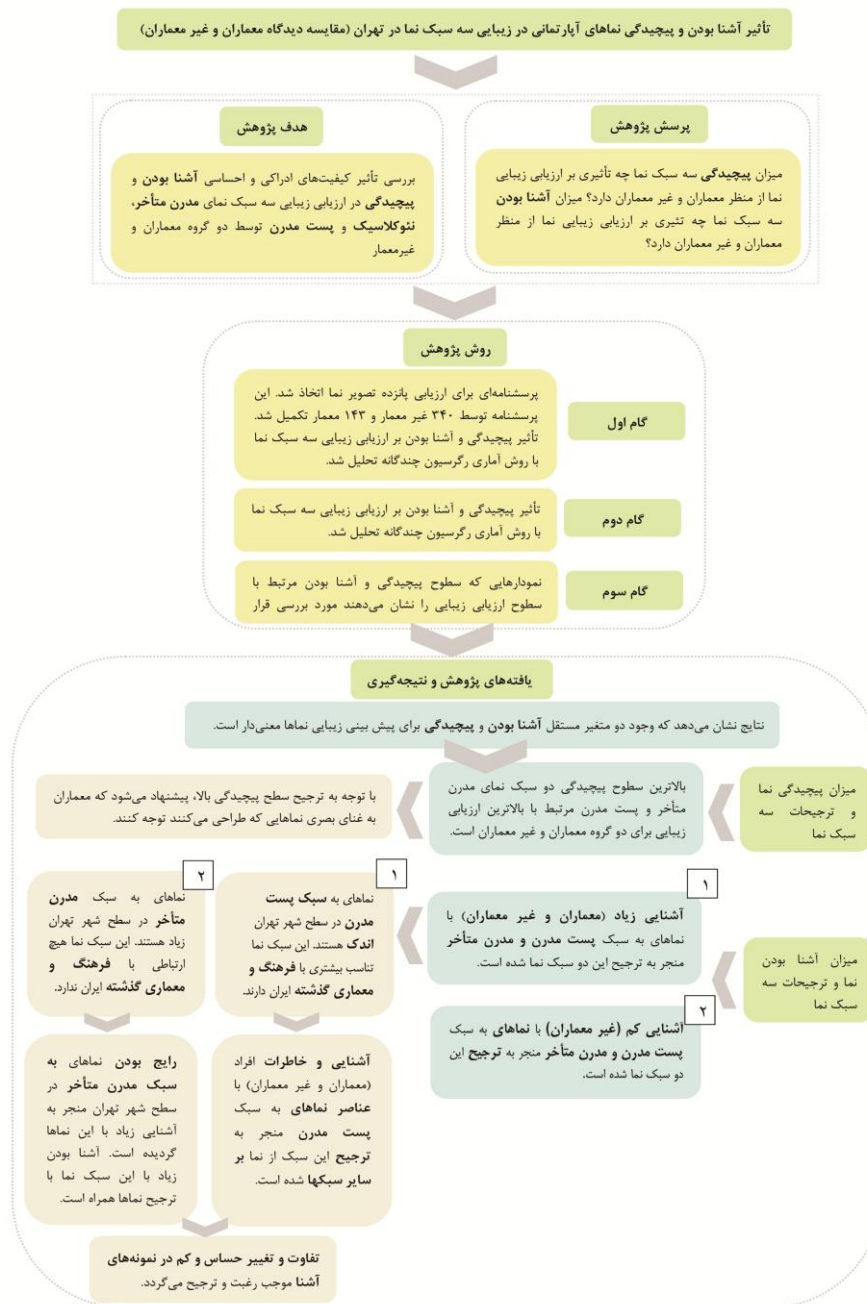 تأثیر آشنا بودن و پیچیدگی نماهای آپارتمانی در زیبایی سه سبک نما در تهران (مقایسه دیدگاه معماران و غیر معماران)
پرسش پژوهش
میزان پیچیدگی سه سبک نما چه تأثیری بر ارزیابی زیبایی
نما از منظر معماران و غیر معماران دارد؟ میزان آشنا بودن
سه سبک نما چه تثیری بر ارزیابی زیبایی نما از منظر
معماران و غیر معماران دارد؟
هدف پژوهش
بررسی تأثیر کیفیت‌های ادراکی و احساسی آشنا بودن و
پیچیدگی در ارزیابی زیبایی سه سبک نمای مدرن متأخر،
نئوکلاسیک و پست مدرن توسط دو گروه معماران و
غیرمعمار
روش پژوهش
گام اول
پرسشنامه‌ای برای ارزیابی پانزده تصویر نما اتخاذ شد. این
پرسشنامه توسط ۳۴۰ غیر معمار و ۱۴۳ معمار تکمیل شد.
تأثیر پیچیدگی و آشنا بودن بر ارزیابی زیبایی سه سبک نما
با روش آماری رگرسیون چندگانه تحلیل شد.
گام دوم
تأثیر پیچیدگی و آشنا بودن بر ارزیابی زیبایی سه سبک نما
با روش آماری رگرسیون چندگانه تحلیل شد.
گام سوم
نمودارهایی که سطوح پیچیدگی و آشنا بودن مرتبط با
سطوح ارزیابی زیبایی را نشان می‌دهند مورد بررسی قرار
یافته‌های پژوهش و نتیجه‌گیری
نتایج نشان می‌دهد که وجود دو متغیر مستقل آشنا بودن و پیچیدگی برای پیش بینی زیبایی نماها معنی‌دار است.
میزان پیچیدگی نما
و ترجیحات سه
سبک نما
بالاترین سطوح پیچیدگی دو سبک نمای مدرن
متأخر و پست مدرن مرتبط با بالاترین ارزیابی
زیبایی برای دو گروه معماران و غیر معماران است.
با توجه به ترجیح سطح پیچیدگی بالا، پیشنهاد می‌شود که معماران
به غنای بصری نماهایی که طراحی می‌کنند توجه کنند.
میزان آشنا بودن
نما و ترجیحات سه
سبک نما
۱
آشنایی زیاد (معماران و غیر معماران) با
نماهای به سبک پست مدرن و مدرن متأخر
منجر به ترجیح این دو سبک نما شده است.
۲
آشنایی کم (غیر معماران) با نماهای به سبک
پست مدرن و مدرن متأخر منجر به ترجیح این
دو سبک نما شده است.
۱
نماهای به سبک پست
مدرن در سطح شهر تهران
اندک هستند. این سبک نما
تناسب بیشتری با فرهنگ و
معماری گذشته ایران دارند.
۲
نماهای به سبک مدرن
متأخر در سطح شهر تهران
زیاد هستند. این سبک نما هیچ
ارتباطی با فرهنگ و
معماری گذشته ایران ندارد.
آشنایی و خاطرات افراد
(معماران و غیر معماران) با
عناصر نماهای به سبک
پست مدرن منجر به
ترجیح این سبک از نما بر
سایر سبکها شده است.
رایج بودن نماهای به
سبک مدرن متأخر در
سطح شهر تهران منجر به
آشنایی زیاد با این نماها
گردیده است. آشنا بودن
زیاد با این سبک نما با
ترجیح نماها همراه است.
تفاوت و تغییر حساس و کم در نمونه‌های
آشنا موجب رغبت و ترجیح می‌گردد.